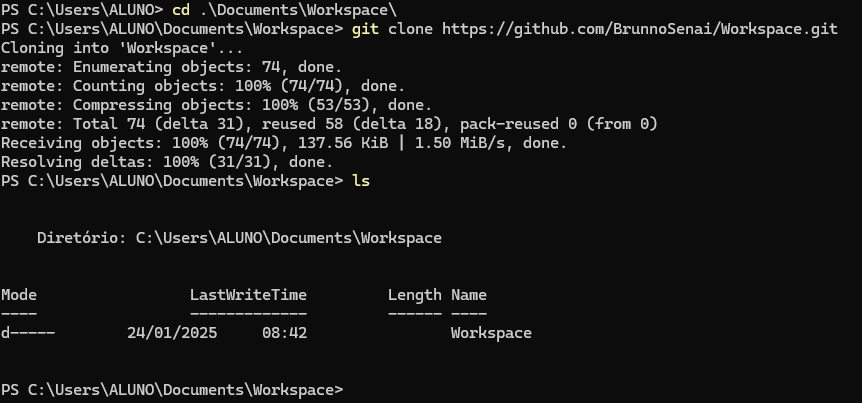 PS C:\Users\ALUNO> cd .\Documents\Workspace\
PS C:\Users\ALUNO\Documents\Workspace> git clone https://github.com/BrunnoSenai/Workspace.git
Cloning into 'Workspace'...
remote: Enumerating objects: 74, done.
remote: Counting objects: 100% (74/74), done.
remote: Compressing objects: 100% (53/53), done.
remote: Total 74 (delta 31), reused 58 (delta 18), pack-reused 0 (from 0)
Receiving objects: 100% (74/74), 137.56 KiB | 1.50 MiB/s, done.
Resolving deltas: 100% (31/31), done.
PS C:\Users\ALUNO\Documents\Workspace> ls
    Diretório: C:\Users\ALUNO\Documents\Workspace
Mode                 LastWriteTime         Length Name
----                 -------------         ------ ----
d-----        24/01/2025     08:42                Workspace
PS C:\Users\ALUNO\Documents\Workspace>